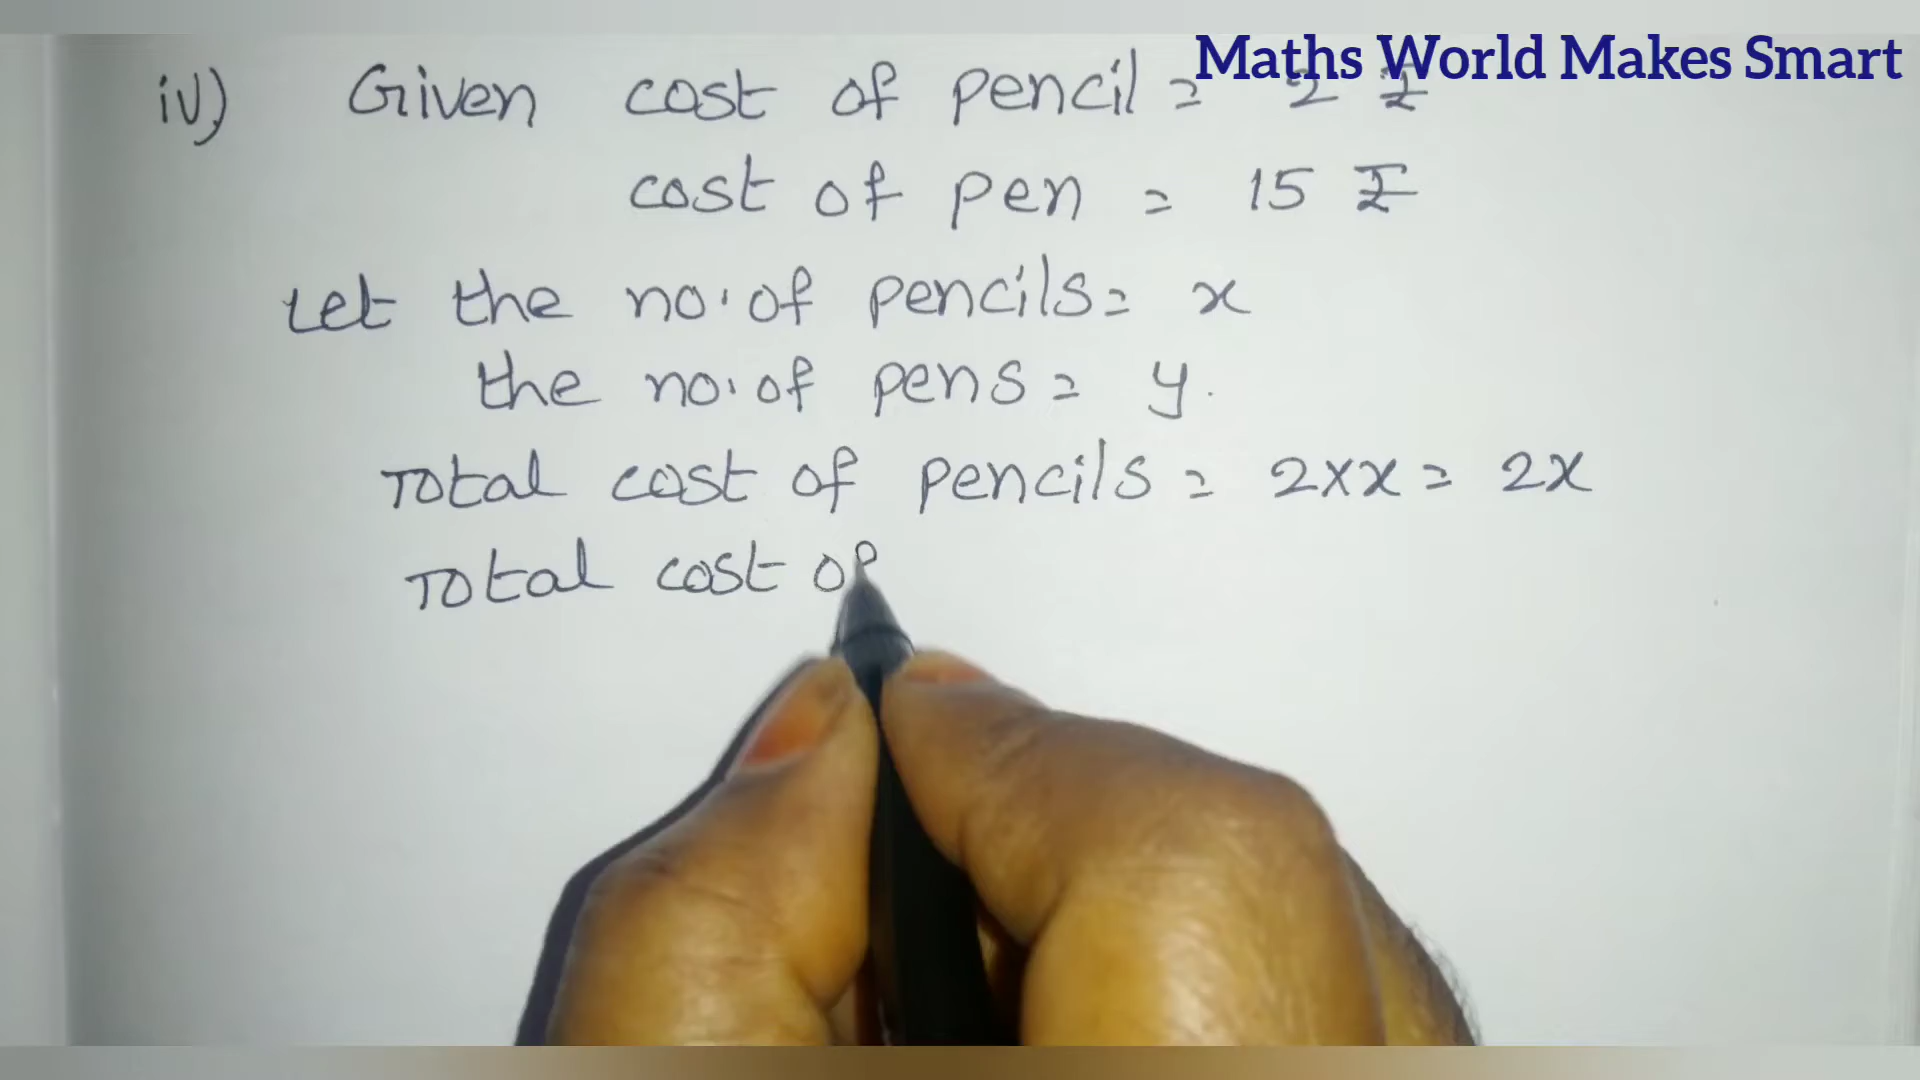 Maths World Makes Smart
iv) Given cost of pencil = 2 ₹
cost of pen = 15 ₹
Let the no. of pencils = x
the no. of pens = y.
Total cost of pencils = 2×x = 2x
Total cost of